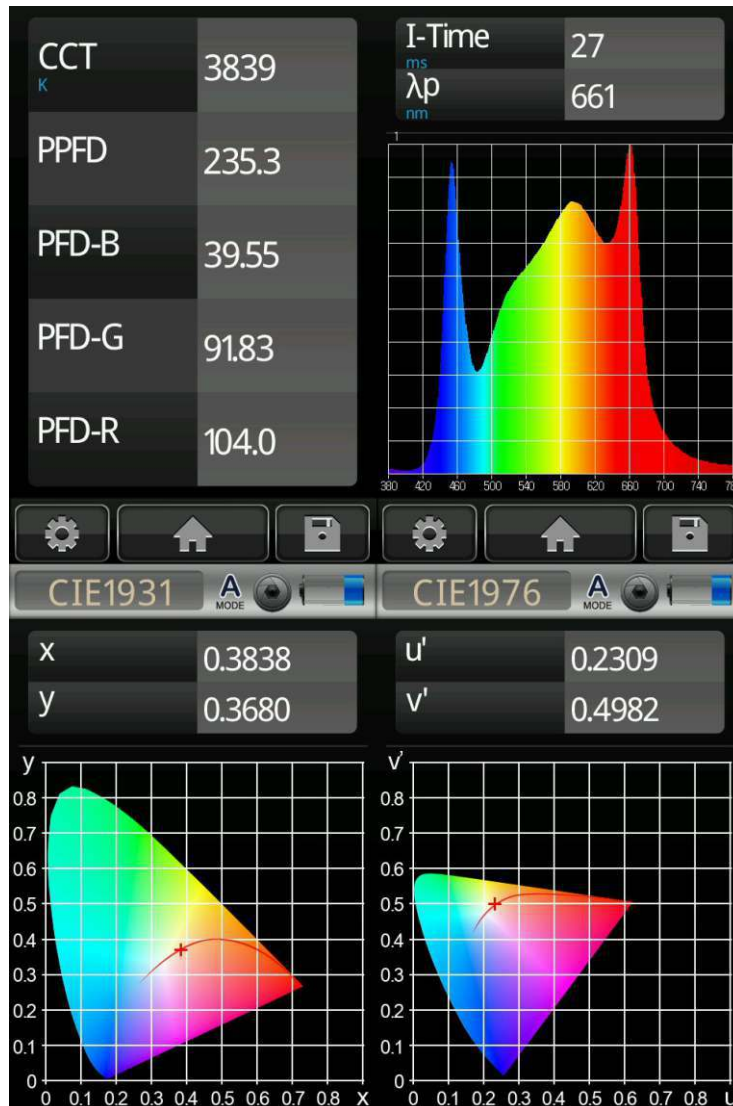 CCT
K
3839
PPFD
235.3
PFD-B
39.55
PFD-G
91.83
PFD-R
104.0
I-Time
ms
27
λp
nm
661
1
380 420 460 500 540 580 620 660 700 740
CIE1931
A
MODE
CIE1976
A
MODE
x
0.3838
y
0.3680
u'
0.2309
v'
0.4982
y
0.8
0.7
0.6
0.5
0.4
0.3
0.2
0.1
0
0 0.1 0.2 0.3 0.4 0.5 0.6 0.7 0.8 X
v'
0.8
0.7
0.6
0.5
0.4
0.3
0.2
0.1
0
0 0.1 0.2 0.3 0.4 0.5 0.6 0.7 0.8